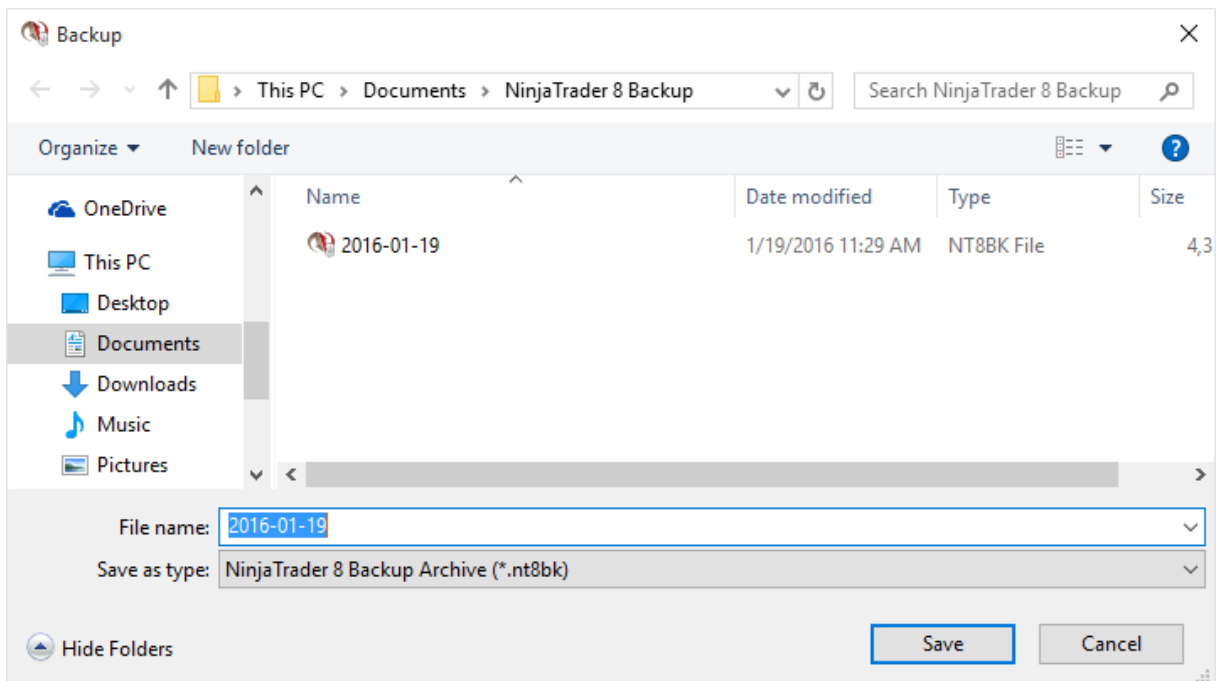 Backup
This PC > Documents > NinjaTrader 8 Backup Search NinjaTrader 8 Backup
Organize New folder
Name Date modified Type Size
OneDrive
2016-01-19 1/19/2016 11:29 AM NT8BK File 4,3
This PC
Desktop
Documents
Downloads
Music
Pictures
File name: 2016-01-19
Save as type: NinjaTrader 8 Backup Archive (*.nt8bk)
Hide Folders Save Cancel